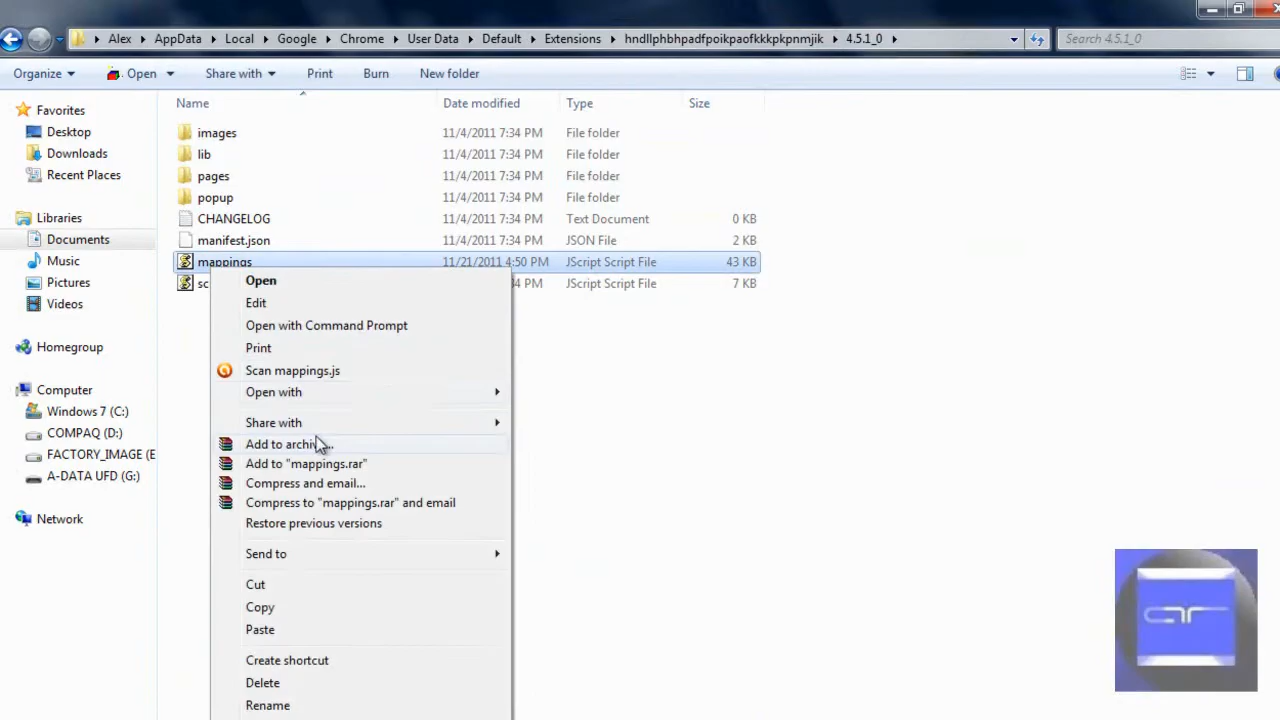 Alex ▸ AppData ▸ Local ▸ Google ▸ Chrome ▸ User Data ▸ Default ▸ Extensions ▸ hndllphbhpadfpoikpaofkkkpkpnmjik ▸ 4.5.1_0 ▸ Search 4.5.1_0
Organize Open Share with Print Burn New folder
Name Date modified Type Size
Favorites
Desktop
Downloads
Recent Places
Libraries
Documents
Music
Pictures
Videos
Homegroup
Computer
Windows 7 (C:)
COMPAQ (D:)
FACTORY_IMAGE (E
A-DATA UFD (G:)
Network
images 11/4/2011 7:34 PM File folder
lib 11/4/2011 7:34 PM File folder
pages 11/4/2011 7:34 PM File folder
popup 11/4/2011 7:34 PM File folder
CHANGELOG 11/4/2011 7:34 PM Text Document 0 KB
manifest.json 11/4/2011 7:34 PM JSON File 2 KB
mappings 11/21/2011 4:50 PM JScript Script File 43 KB
sc 34 PM JScript Script File 7 KB
Open
Edit
Open with Command Prompt
Print
Scan mappings.js
Open with
Share with
Add to archiv...
Add to "mappings.rar"
Compress and email...
Compress to "mappings.rar" and email
Restore previous versions
Send to
Cut
Copy
Paste
Create shortcut
Delete
Rename